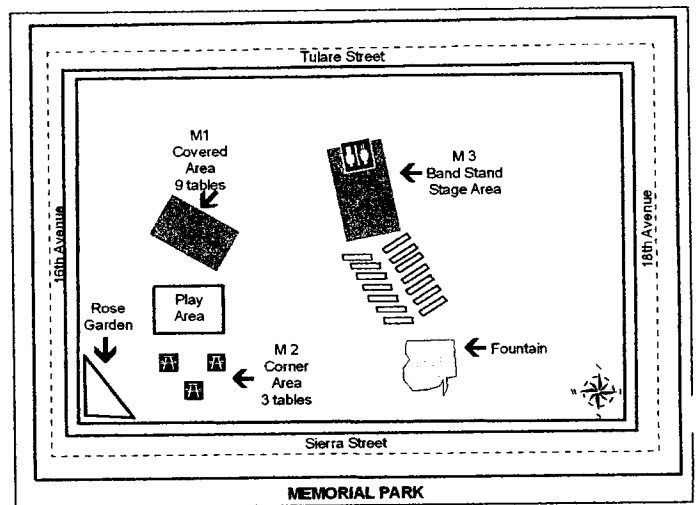 Tulare Street
M1
Covered
Area
9 tables
M 3
Band Stand
Stage Area
16th Avenue
18th Avenue
Rose
Garden
Play
Area
M 2
Corner
Area
3 tables
Fountain
Sierra Street
MEMORIAL PARK